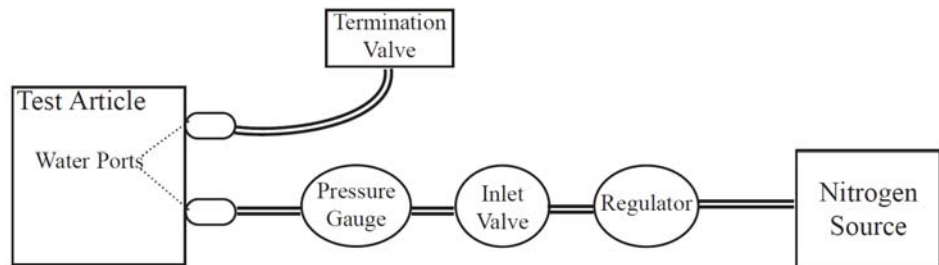 Termination
Valve
Test Article
Water Ports
Pressure
Gauge
Inlet
Valve
Regulator
Nitrogen
Source